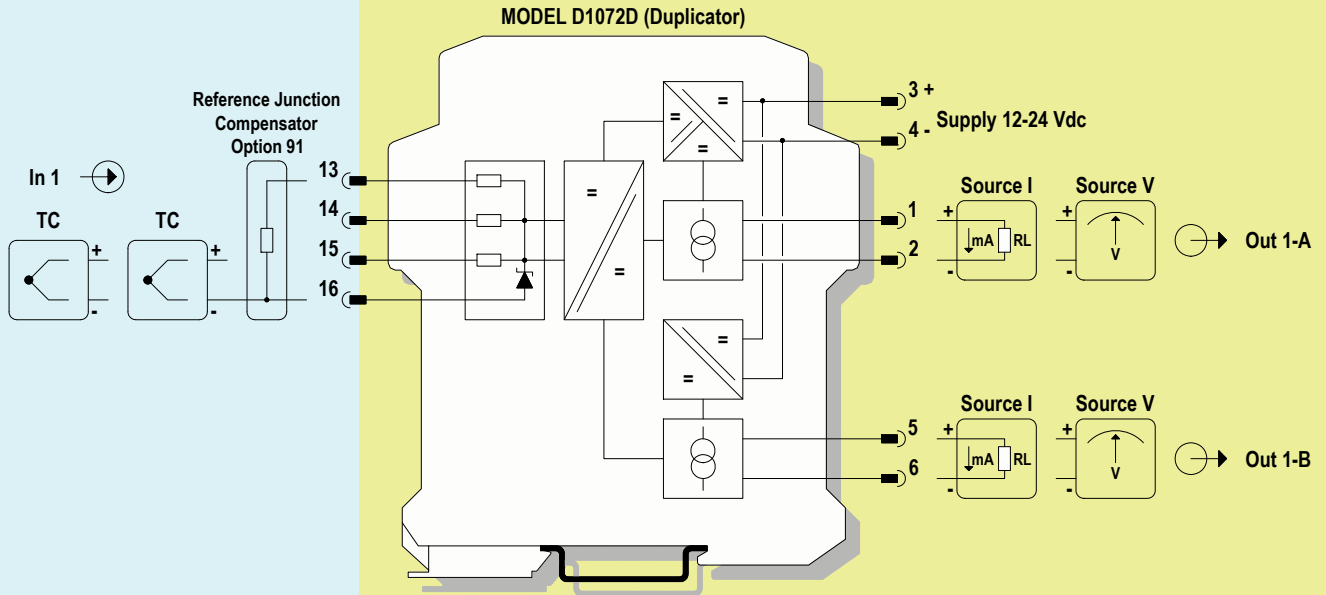 MODEL D1072D (Duplicator)
Reference Junction
Compensator
Option 91
In 1
TC
TC
+
-
+
-
13
14
15
16
=
=
=
=
=
3 +
4 -
Supply 12-24 Vdc
1
2
Source I
+
-
mA
RL
Source V
+
-
V
Out 1-A
=
=
5
6
Source I
+
-
mA
RL
Source V
+
-
V
Out 1-B